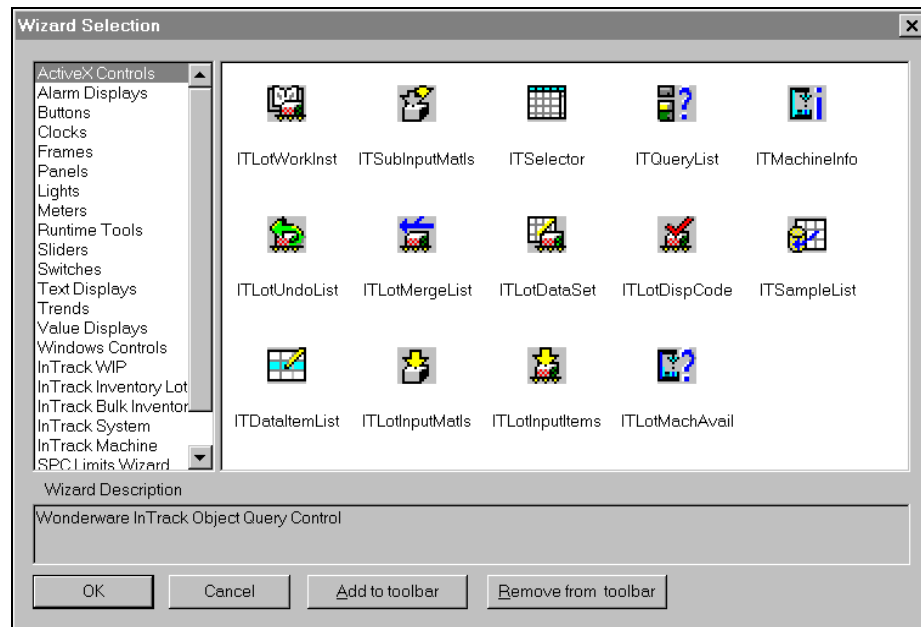 Wizard Selection
ActiveX Controls
Alarm Displays
Buttons
Clocks
Frames
Panels
Lights
Meters
Runtime Tools
Sliders
Switches
Text Displays
Trends
Value Displays
Windows Controls
InTrack WIP
InTrack Inventory Lot
InTrack Bulk Inventor
InTrack System
InTrack Machine
SPC Limits Wizard
ITLotWorkInst ITSubInputMatls ITSelector ITQueryList ITMachineInfo
ITLotUndoList ITLotMergeList ITLotDataSet ITLotDispCode ITSampleList
ITDataItemList ITLotInputMatls ITLotInputItems ITLotMachAvail
Wizard Description
Wonderware InTrack Object Query Control
OK Cancel Add to toolbar Remove from toolbar